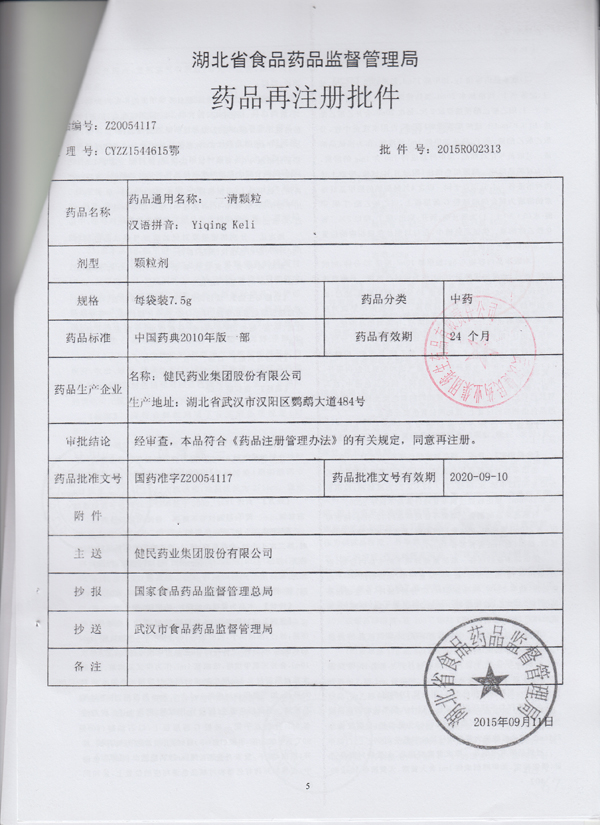 湖北省食品药品监督管理局
药品再注册批件
编号: Z20054117
理 号: CYZZ1544615鄂 批 件 号: 2015R002313
药品名称 药品通用名称: 一清颗粒
汉语拼音: Yiqing Keli
剂型 颗粒剂
规格 每袋装7.5g 药品分类 中药
药品标准 中国药典2010年版一部 药品有效期 24 个月
药品生产企业 名称: 健民药业集团股份有限公司
生产地址: 湖北省武汉市汉阳区鹦鹉大道484号
审批结论 经审查, 本品符合《药品注册管理办法》的有关规定, 同意再注册。
药品批准文号 国药准字Z20054117 药品批准文号有效期 2020-09-10
附 件
主 送 健民药业集团股份有限公司
抄 报 国家食品药品监督管理总局
抄 送 武汉市食品药品监督管理局
备 注
湖北省食品药品监督管理局
2015年09月11日
5